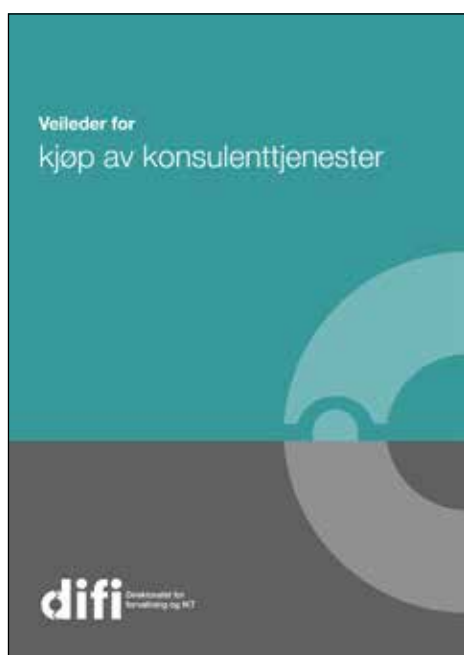 Veileder for
kjøp av konsulenttjenester
difi
Direktoratet for
forvaltning og IKT